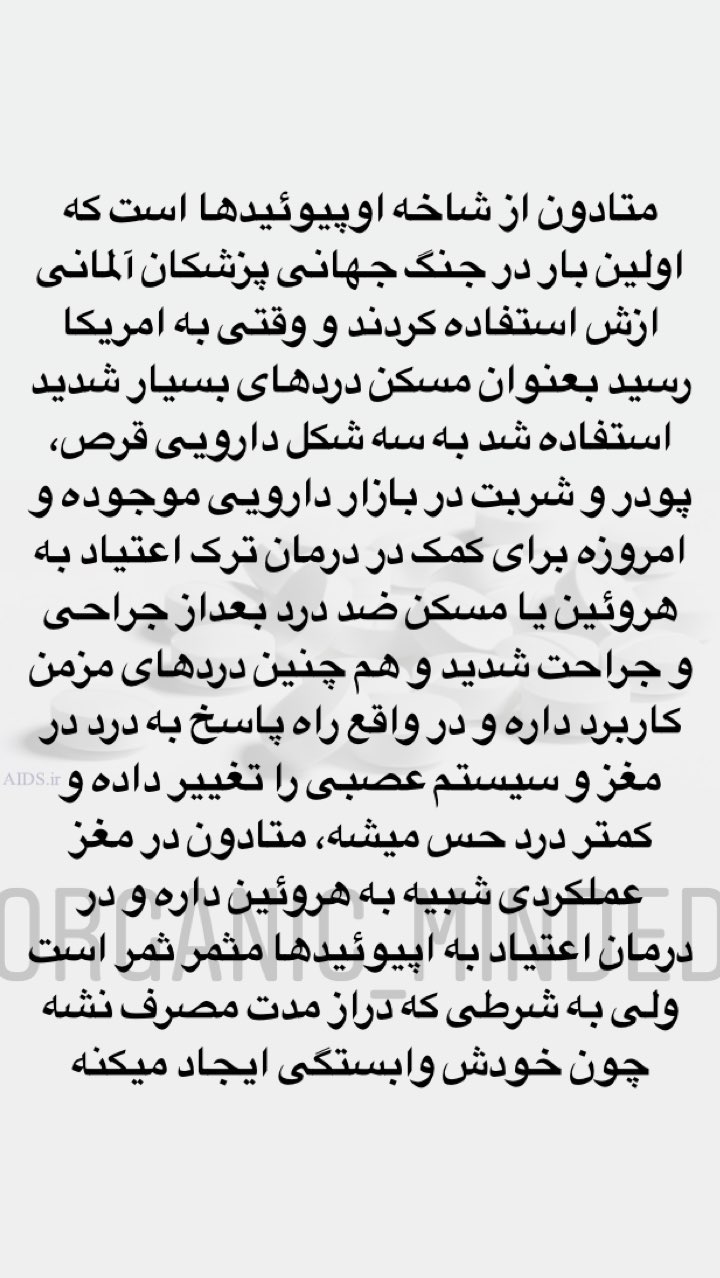 متادون از شاخه اوپیوئیدها است که
اولین بار در جنگ جهانی پزشکان آلمانی
ازش استفاده کردند و وقتی به امریکا
رسید بعنوان مسکن دردهای بسیار شدید
استفاده شد به سه شکل دارویی قرص،
پودر و شربت در بازار دارویی موجوده و
امروزه برای کمک در درمان ترک اعتیاد به
هروئین یا مسکن ضد درد بعداز جراحی
و جراحت شدید و هم چنین دردهای مزمن
کاربرد داره و در واقع راه پاسخ به درد در
مغز و سیستم عصبی را تغییر داده و
AIDS.ir
کمتر درد حس میشه، متادون در مغز
عملکردی شبیه به هروئین داره و در
ORGANIC_MINDED
درمان اعتیاد به اپیوئیدها مثمر ثمر است
ولی به شرطی که دراز مدت مصرف نشه
چون خودش وابستگی ایجاد میکنه